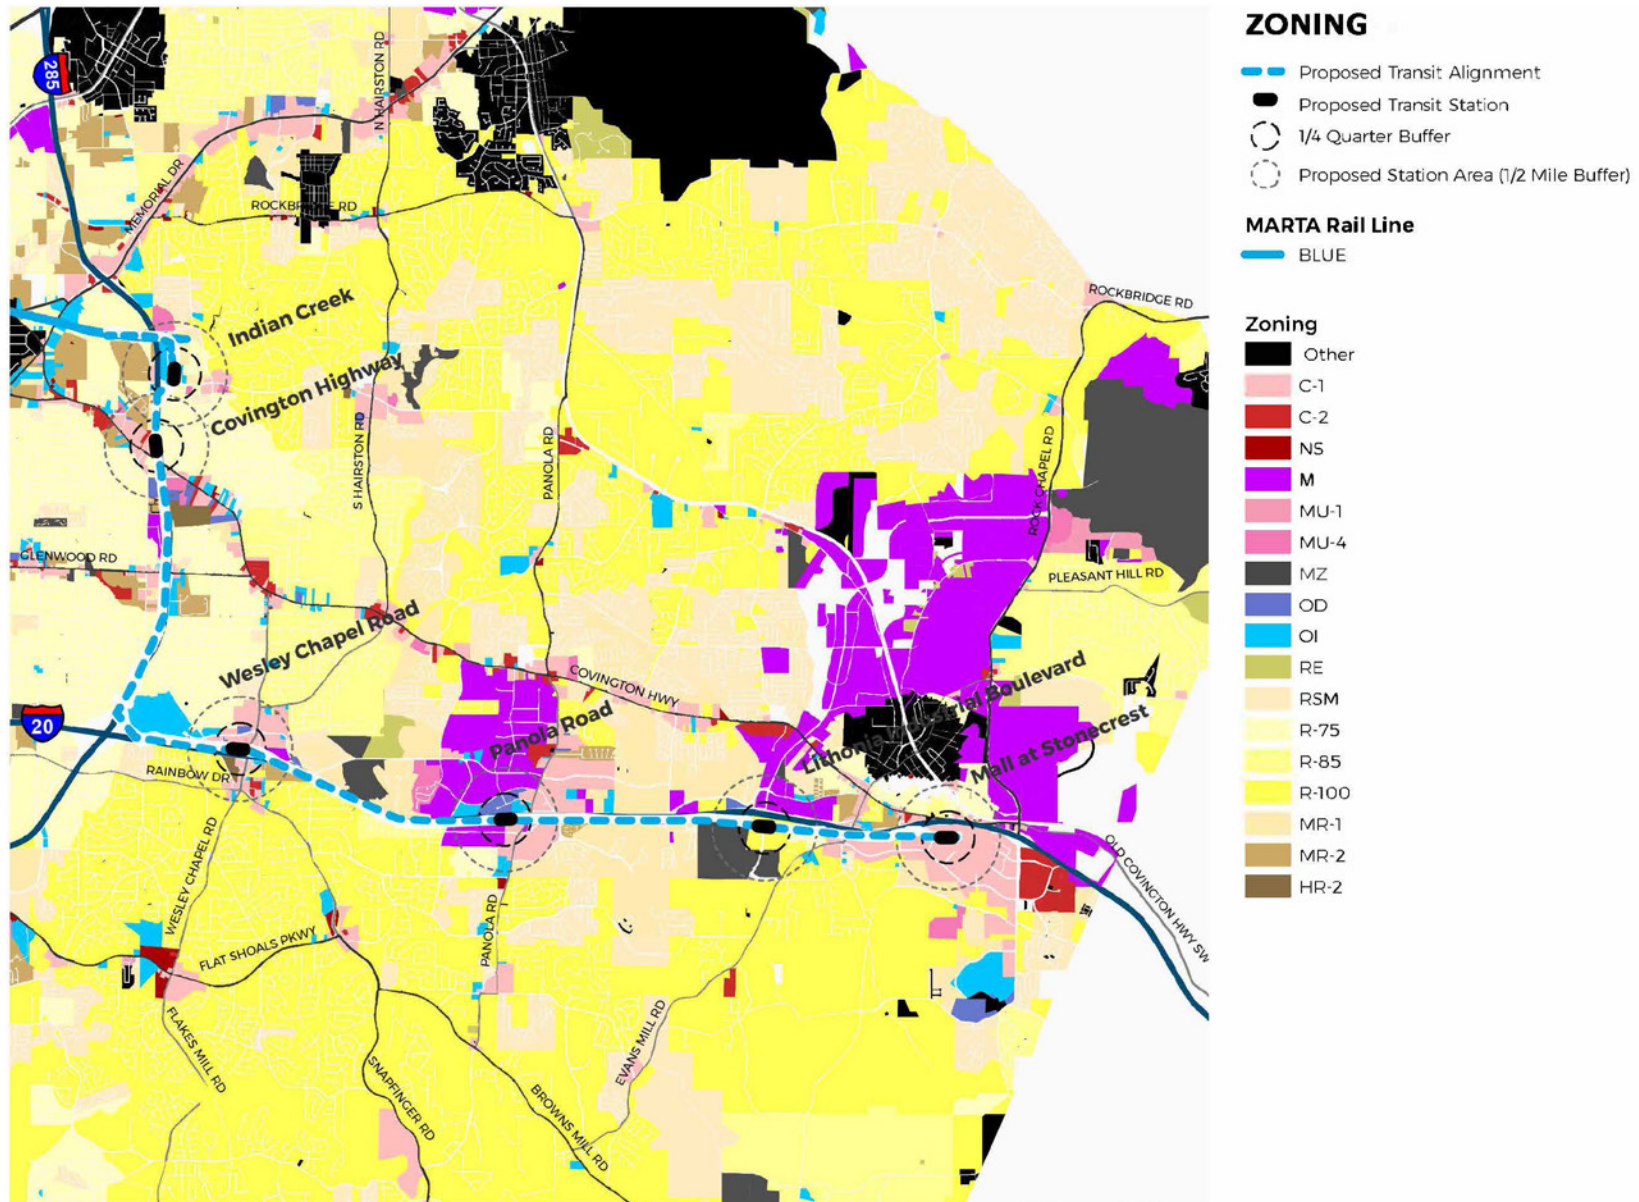 ZONING
Proposed Transit Alignment
Proposed Transit Station
1/4 Quarter Buffer
Proposed Station Area (1/2 Mile Buffer)
MARTA Rail Line
BLUE
Zoning
Other
C-1
C-2
NS
M
MU-1
MU-4
MZ
OD
OI
RE
RSM
R-75
R-85
R-100
MR-1
MR-2
HR-2
285
N HAIRSTON RD
MEMORIAL DR
ROCKBRIDGE RD
ROCKBRIDGE RD
Indian Creek
Covington Highway
S HAIRSTON RD
PANOLA RD
ROCK CHAPEL RD
GLENWOOD RD
PLEASANT HILL RD
Wesley Chapel Road
COVINGTON HWY
Panola Road
Lithonia Industrial Boulevard
Mall at Stonecrest
20
RAINBOW DR
WESLEY CHAPEL RD
OLD COVINGTON HWY SW
FLAT SHOALS PKWY
PANOLA RD
FLAKES MILL RD
SNAPFINGER RD
EVANS MILL RD
BROWNS MILL RD